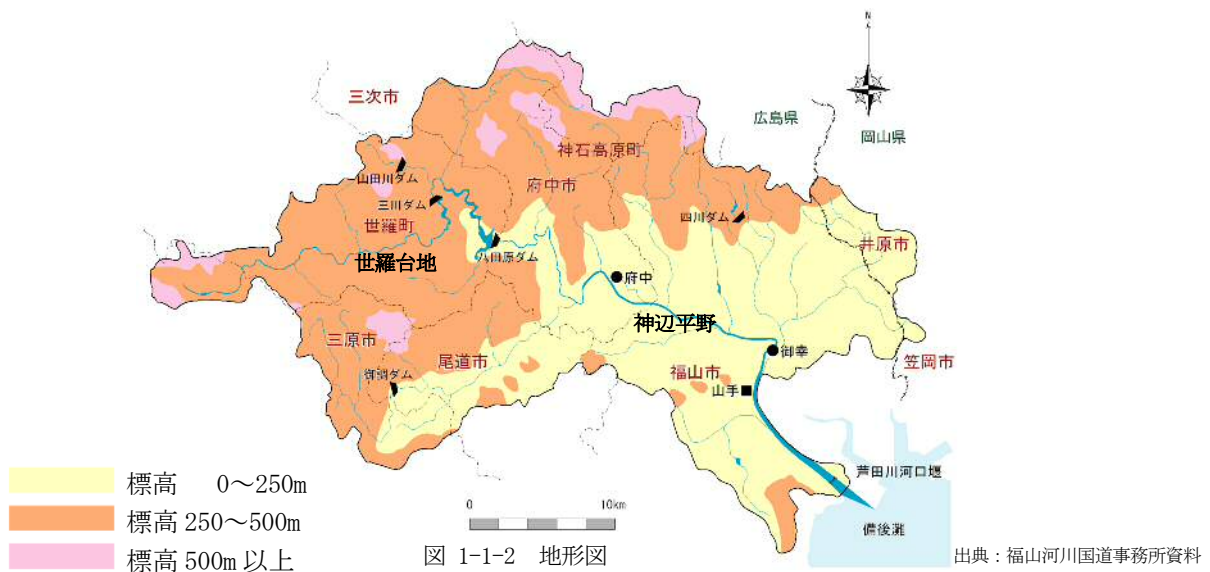 N
三次市
広島県
岡山県
神石高原町
山田川ダム
府中市
三川ダム
四川ダム
世羅町
井原市
世羅台地
八田原ダム
府中
神辺平野
三原市
尾道市
御幸
笠岡市
福山市
御調ダム
山手
芦田川河口堰
備後灘
標高 0～250m
標高 250～500m
標高 500m 以上
0 10km
図 1-1-2 地形図
出典：福山河川国道事務所資料